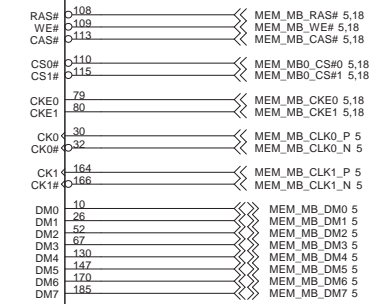 RAS# 108 MEM_MB_RAS# 5,18
WE# 109 MEM_MB_WE# 5,18
CAS# 113 MEM_MB_CAS# 5,18
CS0# 110 MEM_MB0_CS#0 5,18
CS1# 115 MEM_MB0_CS#1 5,18
CKE0 79 MEM_MB_CKE0 5,18
CKE1 80 MEM_MB_CKE1 5,18
CK0 30 MEM_MB_CLK0_P 5
CK0# 32 MEM_MB_CLK0_N 5
CK1 164 MEM_MB_CLK1_P 5
CK1# 166 MEM_MB_CLK1_N 5
DM0 10 MEM_MB_DM0 5
DM1 26 MEM_MB_DM1 5
DM2 52 MEM_MB_DM2 5
DM3 67 MEM_MB_DM3 5
DM4 130 MEM_MB_DM4 5
DM5 147 MEM_MB_DM5 5
DM6 170 MEM_MB_DM6 5
DM7 185 MEM_MB_DM7 5